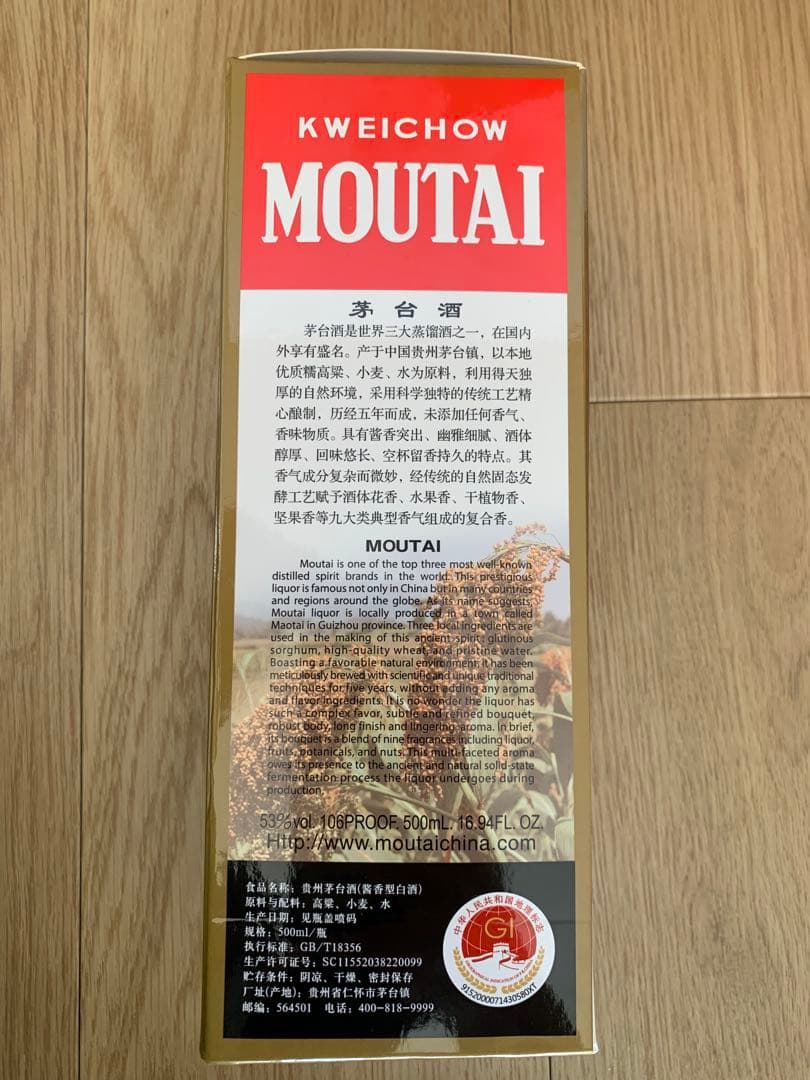 KWEICHOW
MOUTAI
茅台酒
茅台酒是世界三大蒸馏酒之一，在国内
外享有盛名。产于中国贵州茅台镇，以本地
优质糯高粱、小麦、水为原料，利用得天独
厚的自然环境，采用科学独特的传统工艺精
心酿制，历经五年而成，未添加任何香气、
香味物质。具有酱香突出、幽雅细腻、酒体
醇厚、回味悠长、空杯留香持久的特点。其
香气成分复杂而微妙，经传统的自然固态发
酵工艺赋予酒体花香、水果香、干植物香、
坚果香等九大类典型香气组成的复合香。
MOUTAI
Moutai is one of the top three most well-known
distilled spirit brands in the world. This prestigious
liquor is famous not only in China but in many countries
and regions around the globe. As its name suggests,
Moutai liquor is locally produced in a town called
Maotai in Guizhou province. Three local ingredients are
used in the making of this ancient spirit: glutinous
sorghum, high-quality wheat, and pristine water.
Boasting a favorable natural environment, it has been
meticulously brewed with scientific and unique traditional
techniques for five years, without adding any aroma
and flavor ingredients. It is no wonder the liquor has
such a complex favor, subtle and refined bouquet,
robust body, long finish and lingering aroma. In brief,
its bouquet is a blend of nine fragrances including liquor,
fruits, botanicals, and nuts. This multi-faceted aroma
owes its presence to the ancient and natural solid-state
fermentation process the liquor undergoes during
production.
53%vol. 106PROOF. 500mL. 16.94FL. OZ.
Http://www.moutaichina.com
食品名称：贵州茅台酒(酱香型白酒)
原料与配料：高粱、小麦、水
生产日期：见瓶盖喷码
规格：500ml/瓶
执行标准：GB/T18356
生产许可证号：SC11552038220099
贮存条件：阴凉、干燥、密封保存
厂址(产地)：贵州省仁怀市茅台镇
邮编：564501 电话：400-818-9999
中华人民共和国地理标志
GI
GEOGRAPHICAL INDICATION OF P.R.CHINA
91520000714305​80XT